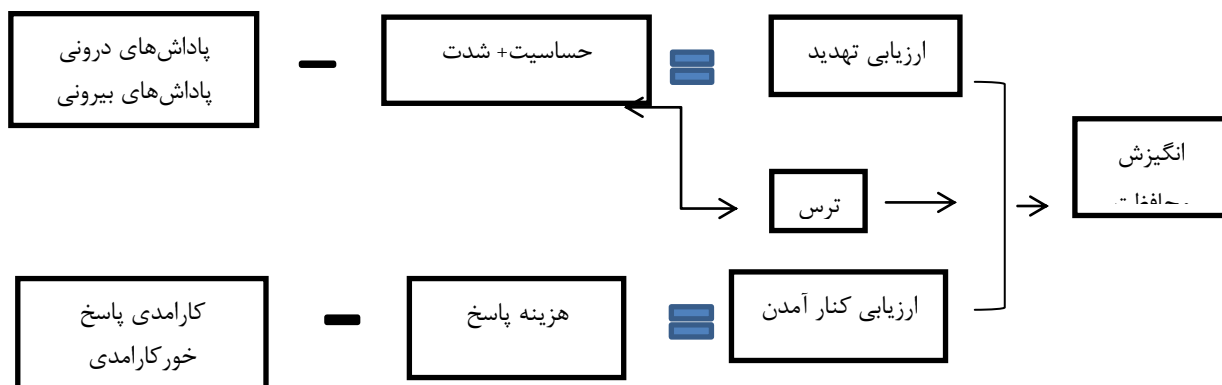 پاداش‌های درونی
پاداش‌های بیرونی
حساسیت+ شدت
ارزیابی تهدید
انگیزش
ترس
کارامدی پاسخ
خورکارامدی
هزینه پاسخ
ارزیابی کنار آمدن